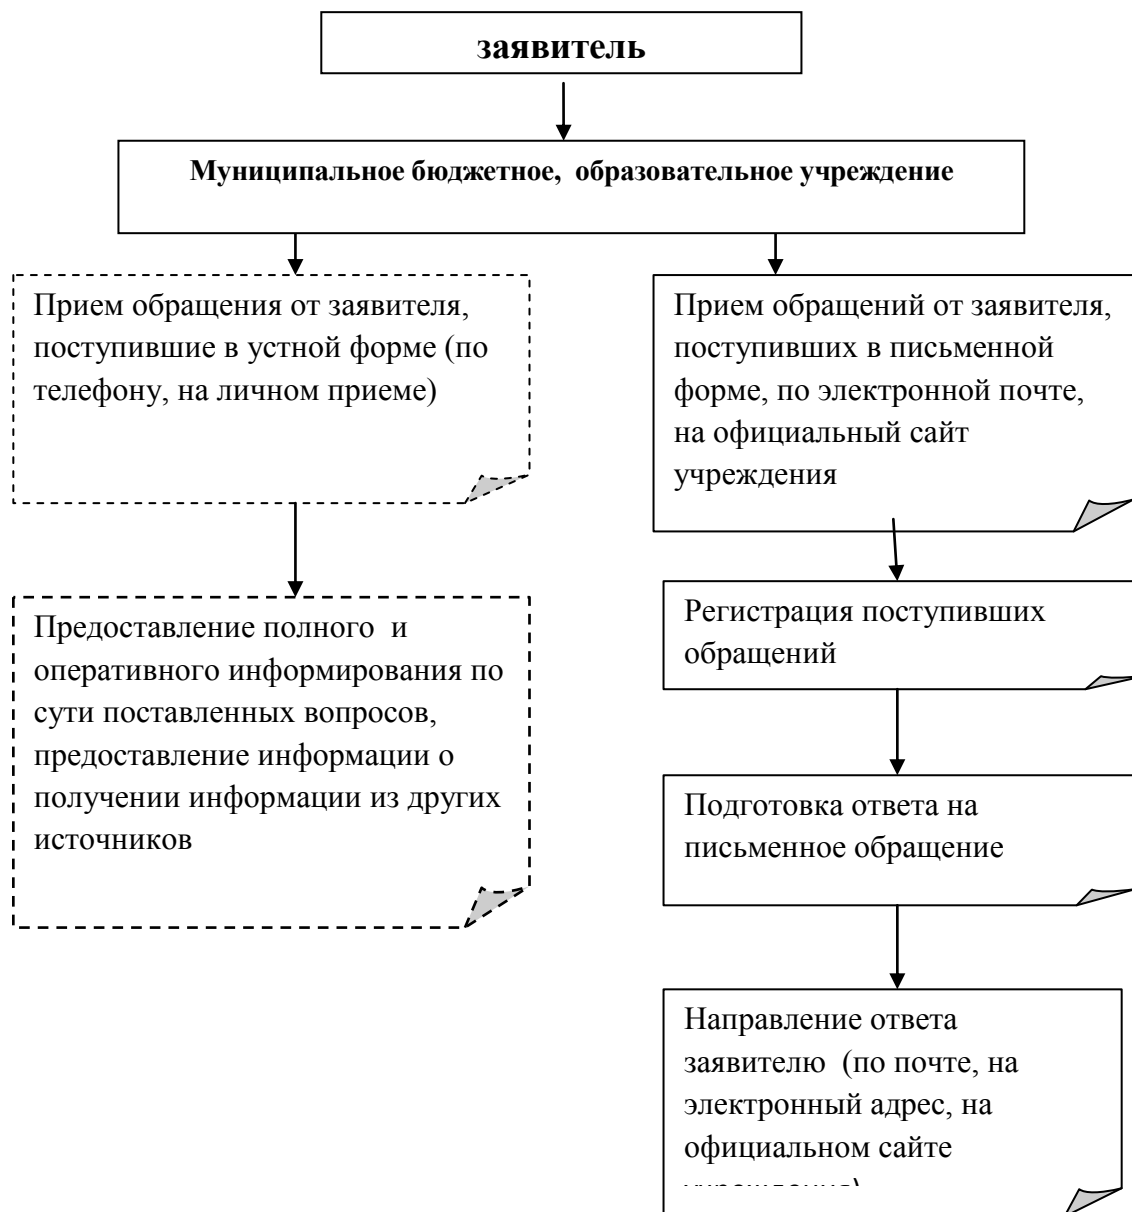 заявитель
Муниципальное бюджетное, образовательное учреждение
Прием обращения от заявителя,
поступившие в устной форме (по
телефону, на личном приеме)
Прием обращений от заявителя,
поступивших в письменной
форме, по электронной почте,
на официальный сайт
учреждения
Предоставление полного и
оперативного информирования по
сути поставленных вопросов,
предоставление информации о
получении информации из других
источников
Регистрация поступивших
обращений
Подготовка ответа на
письменное обращение
Направление ответа
заявителю (по почте, на
электронный адрес, на
официальном сайте